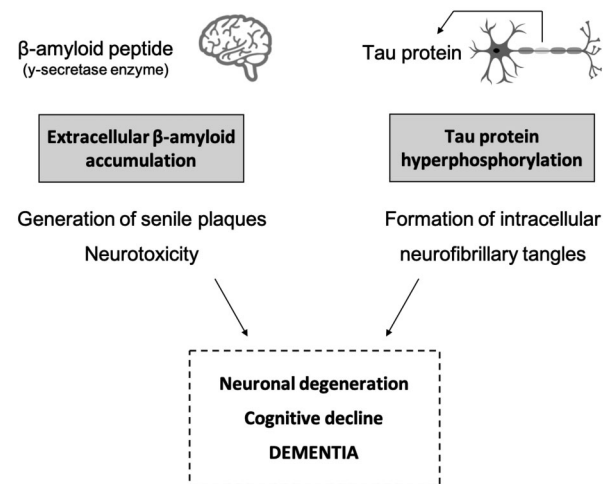 β-amyloid peptide
(y-secretase enzyme)
Tau protein
Extracellular β-amyloid
accumulation
Tau protein
hyperphosphorylation
Generation of senile plaques
Neurotoxicity
Formation of intracellular
neurofibrillary tangles
Neuronal degeneration
Cognitive decline
DEMENTIA